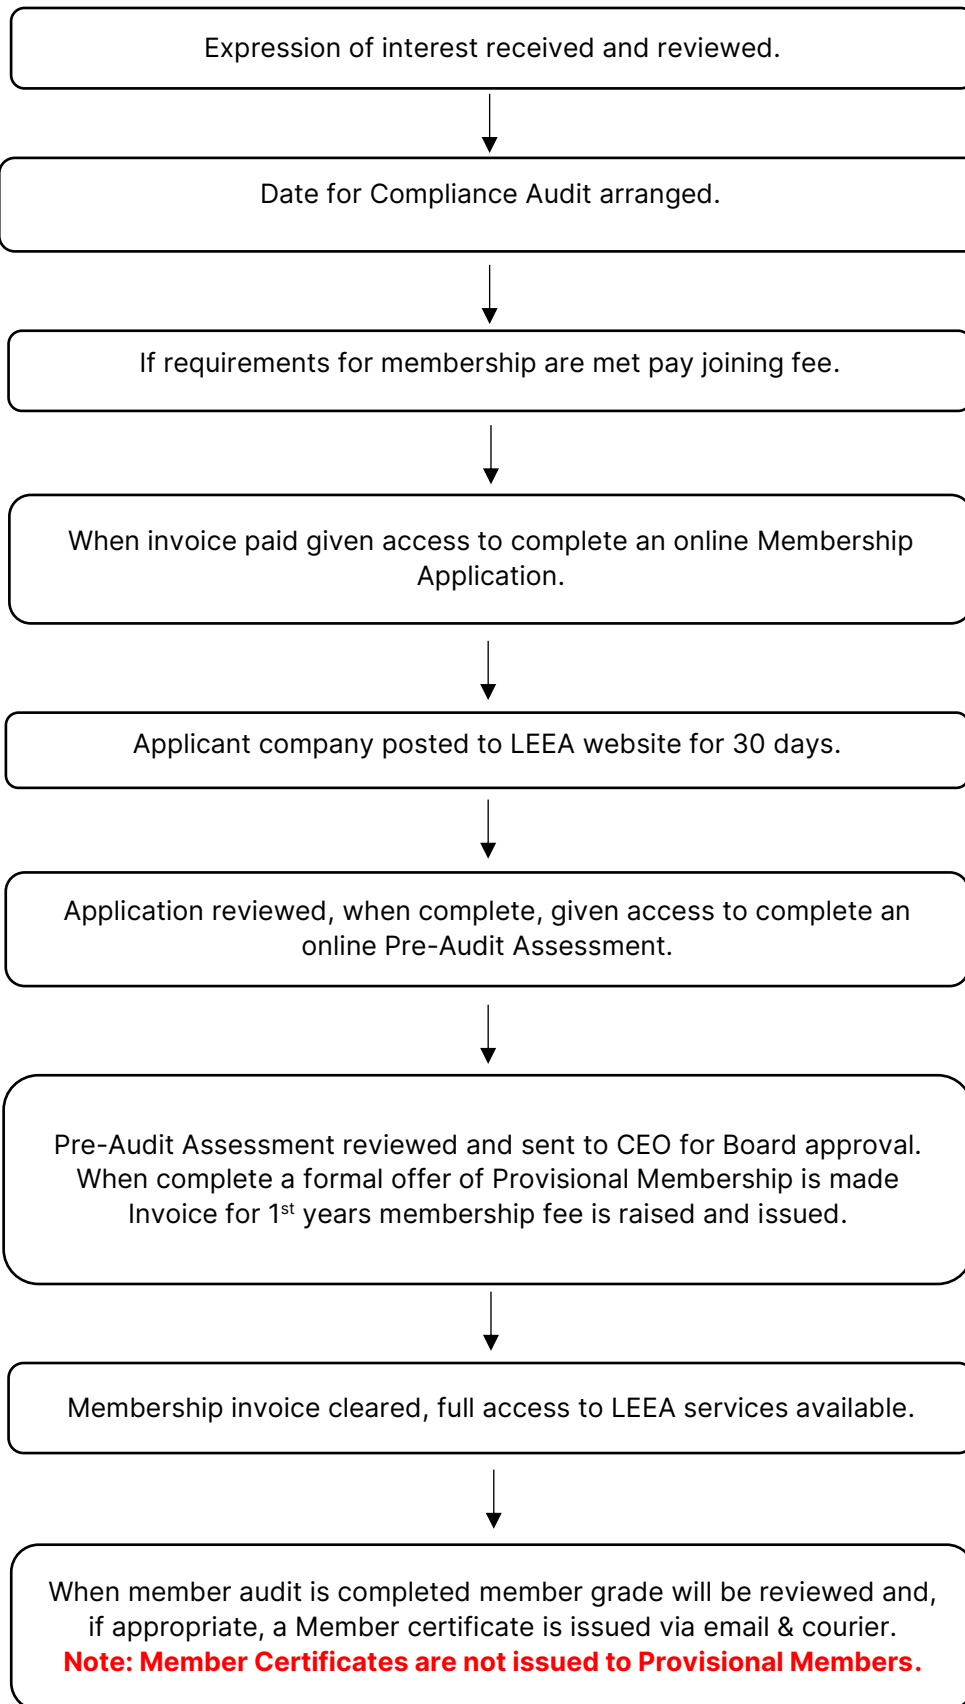 Expression of interest received and reviewed.
Date for Compliance Audit arranged.
If requirements for membership are met pay joining fee.
When invoice paid given access to complete an online Membership
Application.
Applicant company posted to LEEA website for 30 days.
Application reviewed, when complete, given access to complete an
online Pre-Audit Assessment.
Pre-Audit Assessment reviewed and sent to CEO for Board approval.
When complete a formal offer of Provisional Membership is made
Invoice for 1st years membership fee is raised and issued.
Membership invoice cleared, full access to LEEA services available.
When member audit is completed member grade will be reviewed and,
if appropriate, a Member certificate is issued via email & courier.
Note: Member Certificates are not issued to Provisional Members.